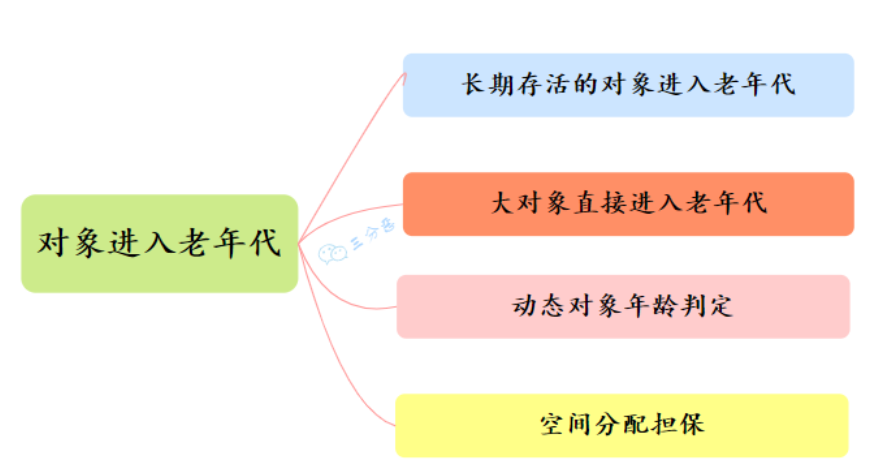 长期存活的对象进入老年代
大对象直接进入老年代
对象进入老年代
三分恶
动态对象年龄判定
空间分配担保